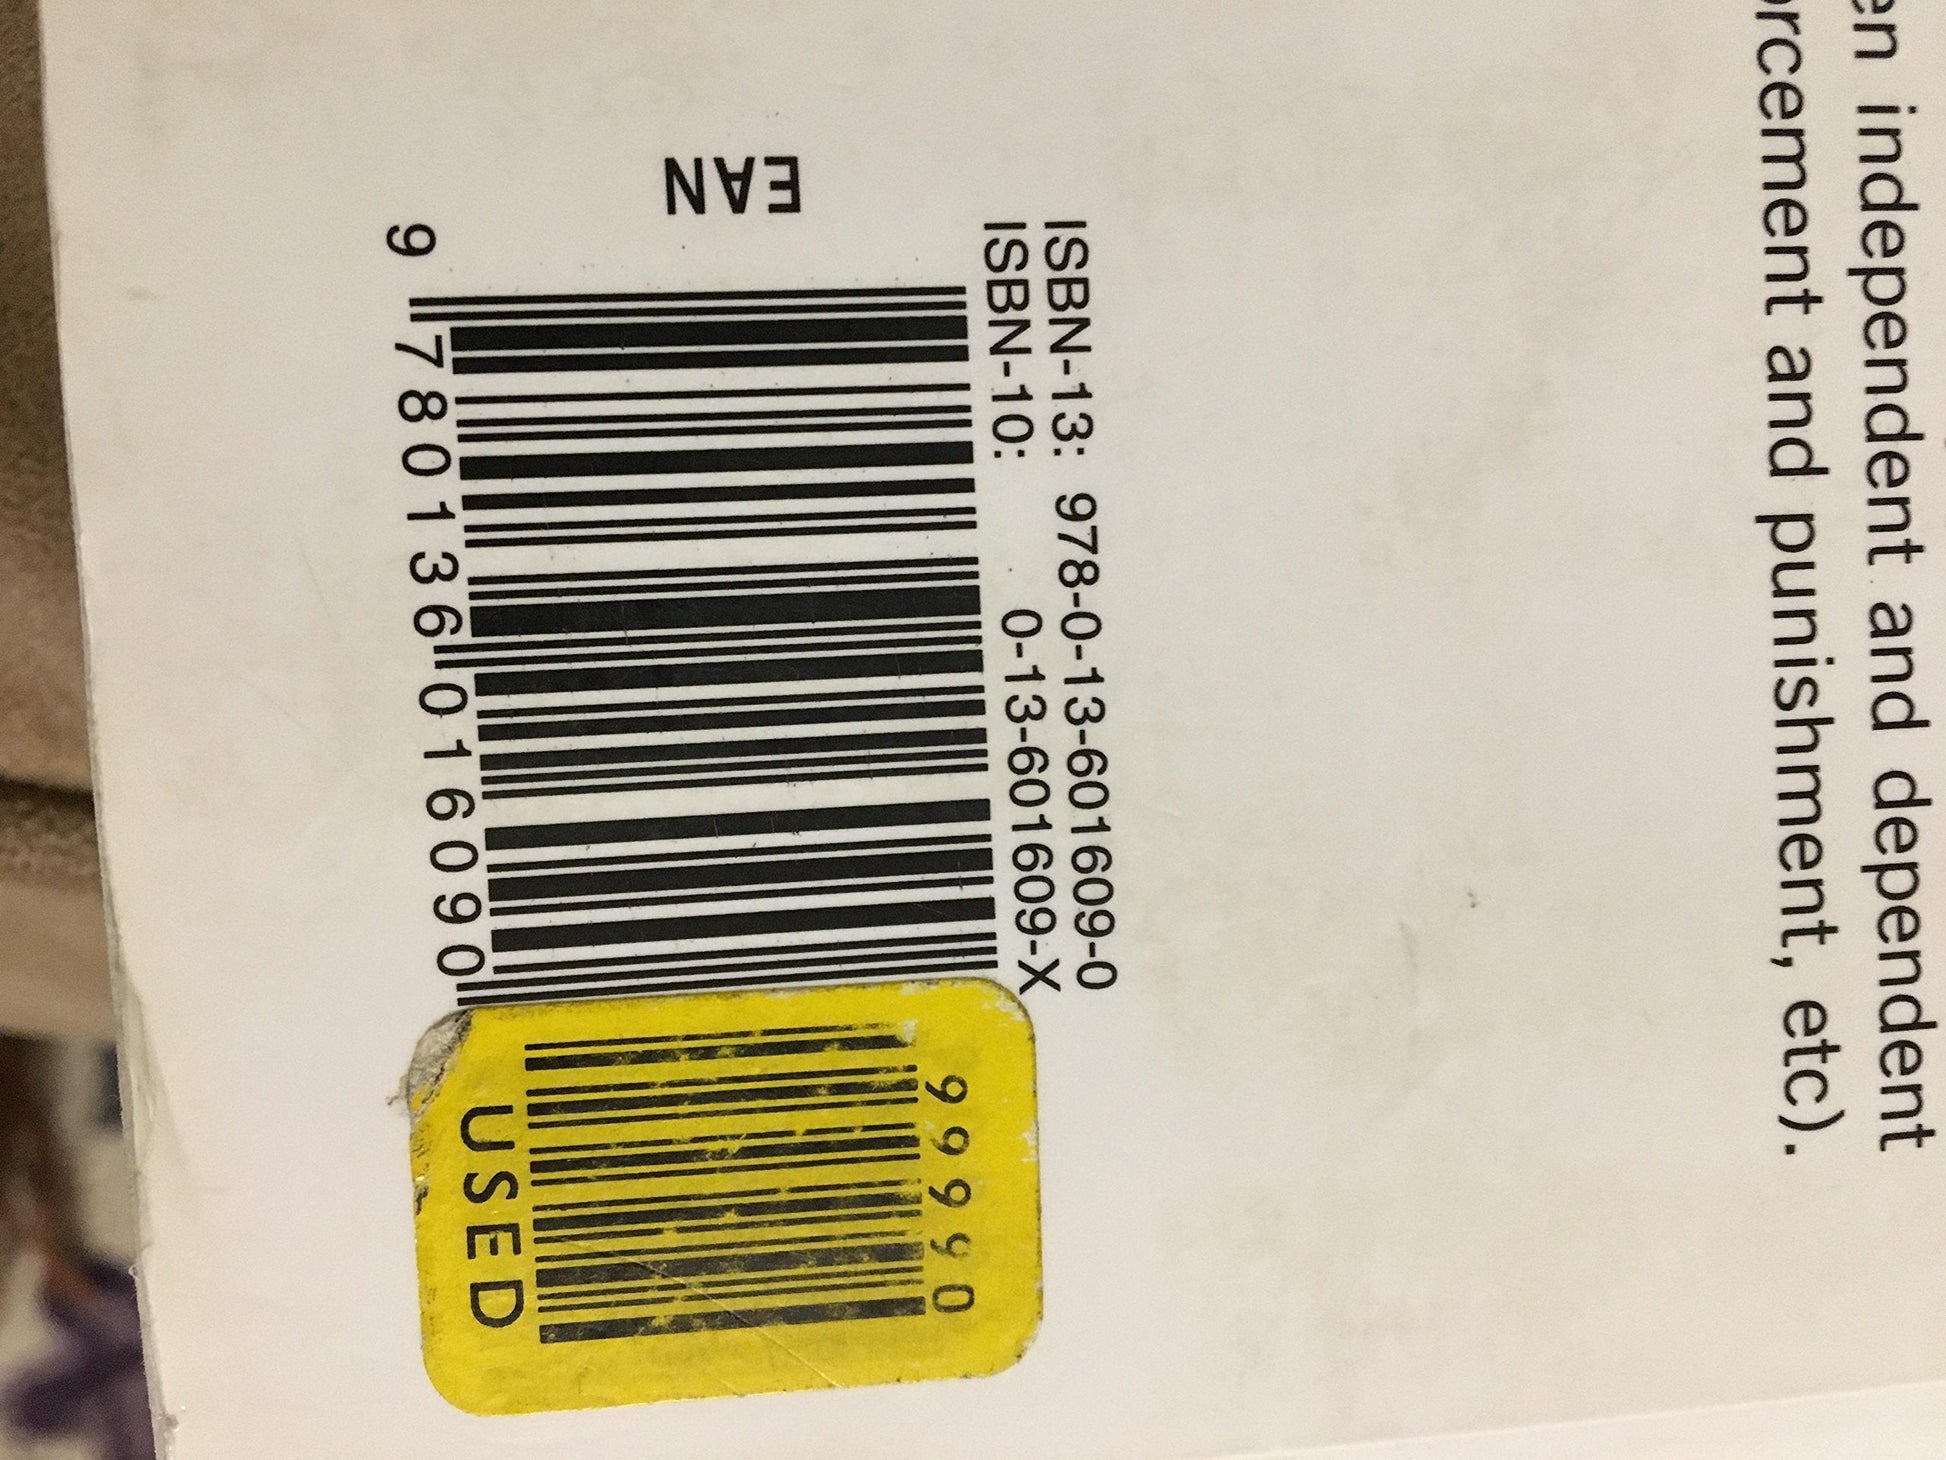 en independent and dependent
orcement and punishment, etc).
ISBN-13: 978-0-13-601609-0
ISBN-10: 0-13-601609-X
EAN
9 780136 016090
99990
USED